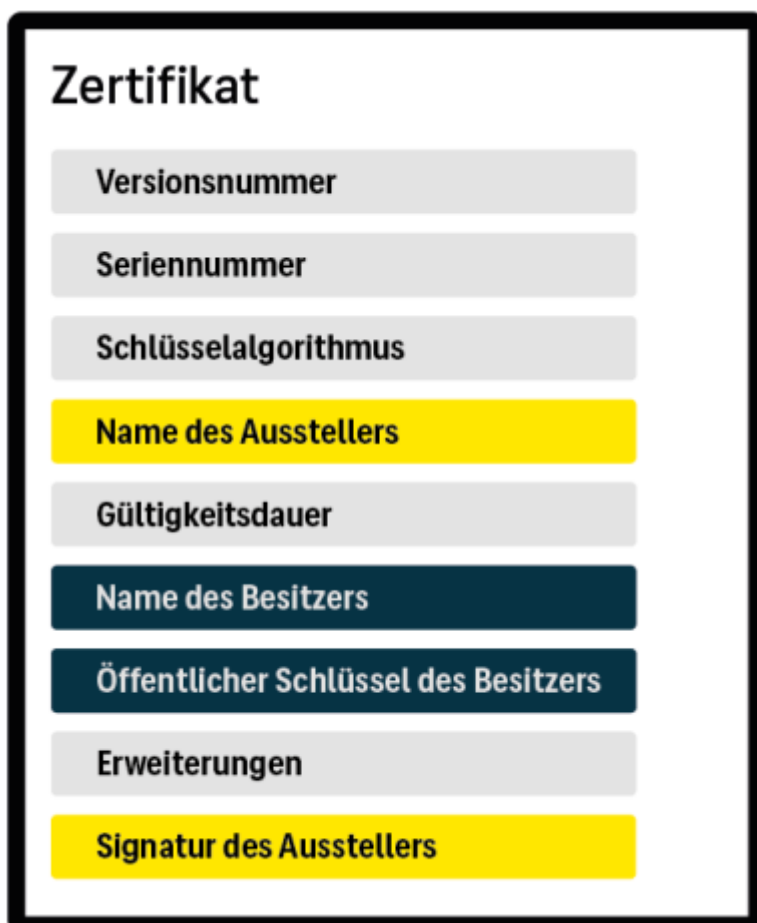 Zertifikat
Versionsnummer
Seriennummer
Schlüsselalgorithmus
Name des Ausstellers
Gültigkeitsdauer
Name des Besitzers
Öffentlicher Schlüssel des Besitzers
Erweiterungen
Signatur des Ausstellers